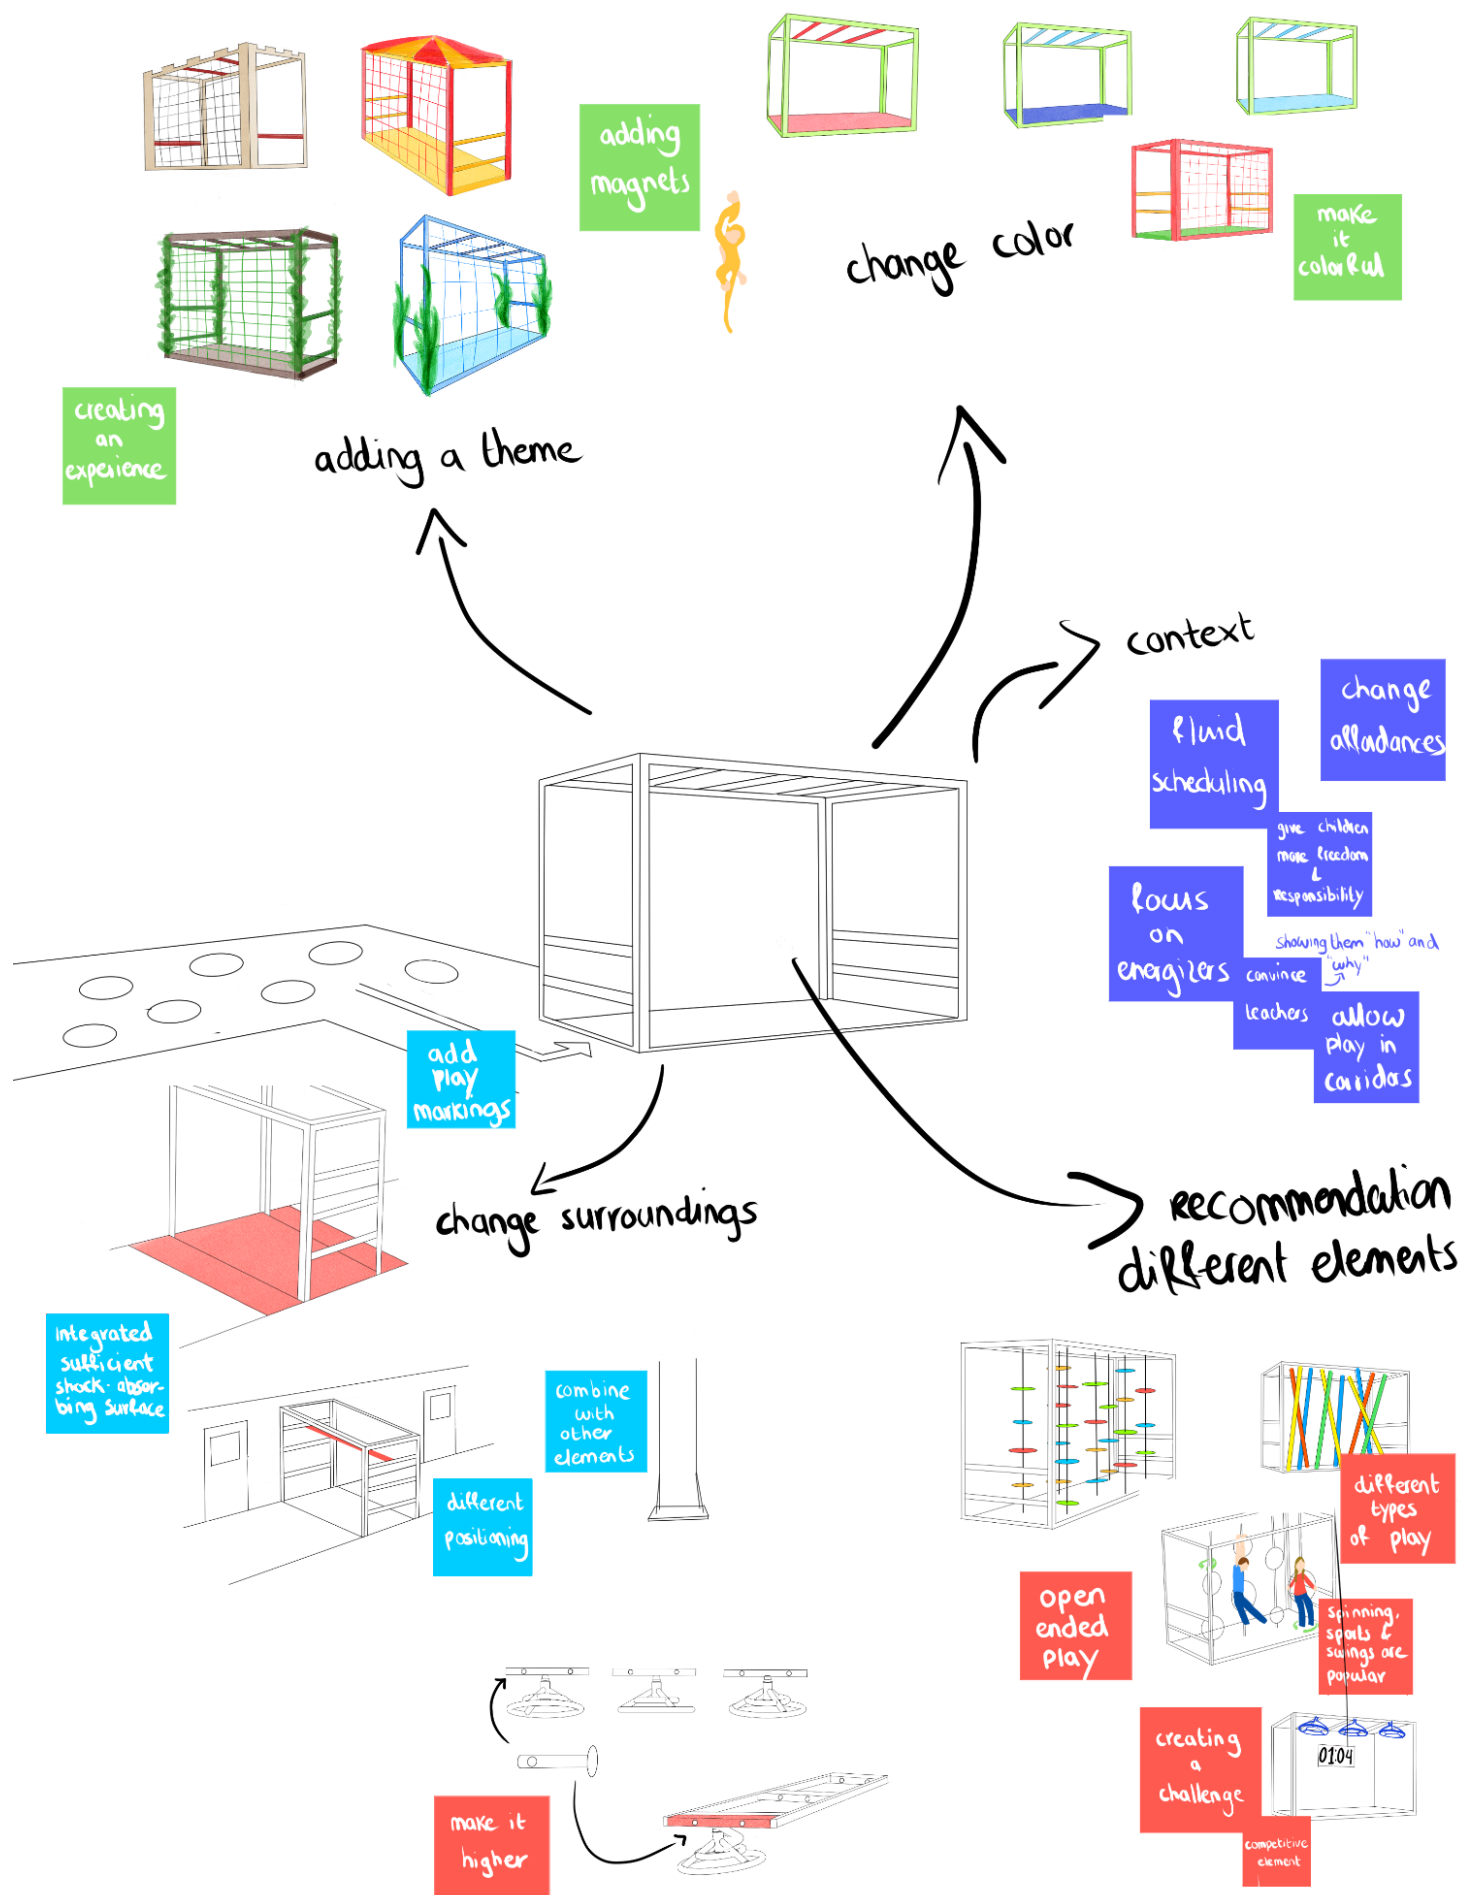 adding
magnets
change color
make
it
colorful
creating
an
experience
adding a theme
context
change
affordances
fluid
scheduling
give children
more freedom
&
responsibility
focus
on
energizers
showing them "how" and
"why"
convince
teachers
allow
play in
corridors
add
play
markings
change surroundings
recommendation
different elements
integrated
sufficient
shock-absor-
bing surface
combine
with
other
elements
different
positioning
different
types
of play
open
ended
play
spinning,
sports &
swings are
popular
creating
a
challenge
01:04
competitive
element
make it
higher